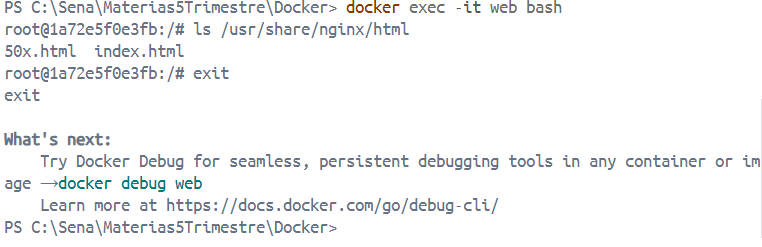 PS C:\Sena\Materias5Trimestre\Docker> docker exec -it web bash
root@1a72e5f0e3fb:/# ls /usr/share/nginx/html
50x.html  index.html
root@1a72e5f0e3fb:/# exit
exit
What's next:
    Try Docker Debug for seamless, persistent debugging tools in any container or im
age →docker debug web
    Learn more at https://docs.docker.com/go/debug-cli/
PS C:\Sena\Materias5Trimestre\Docker>